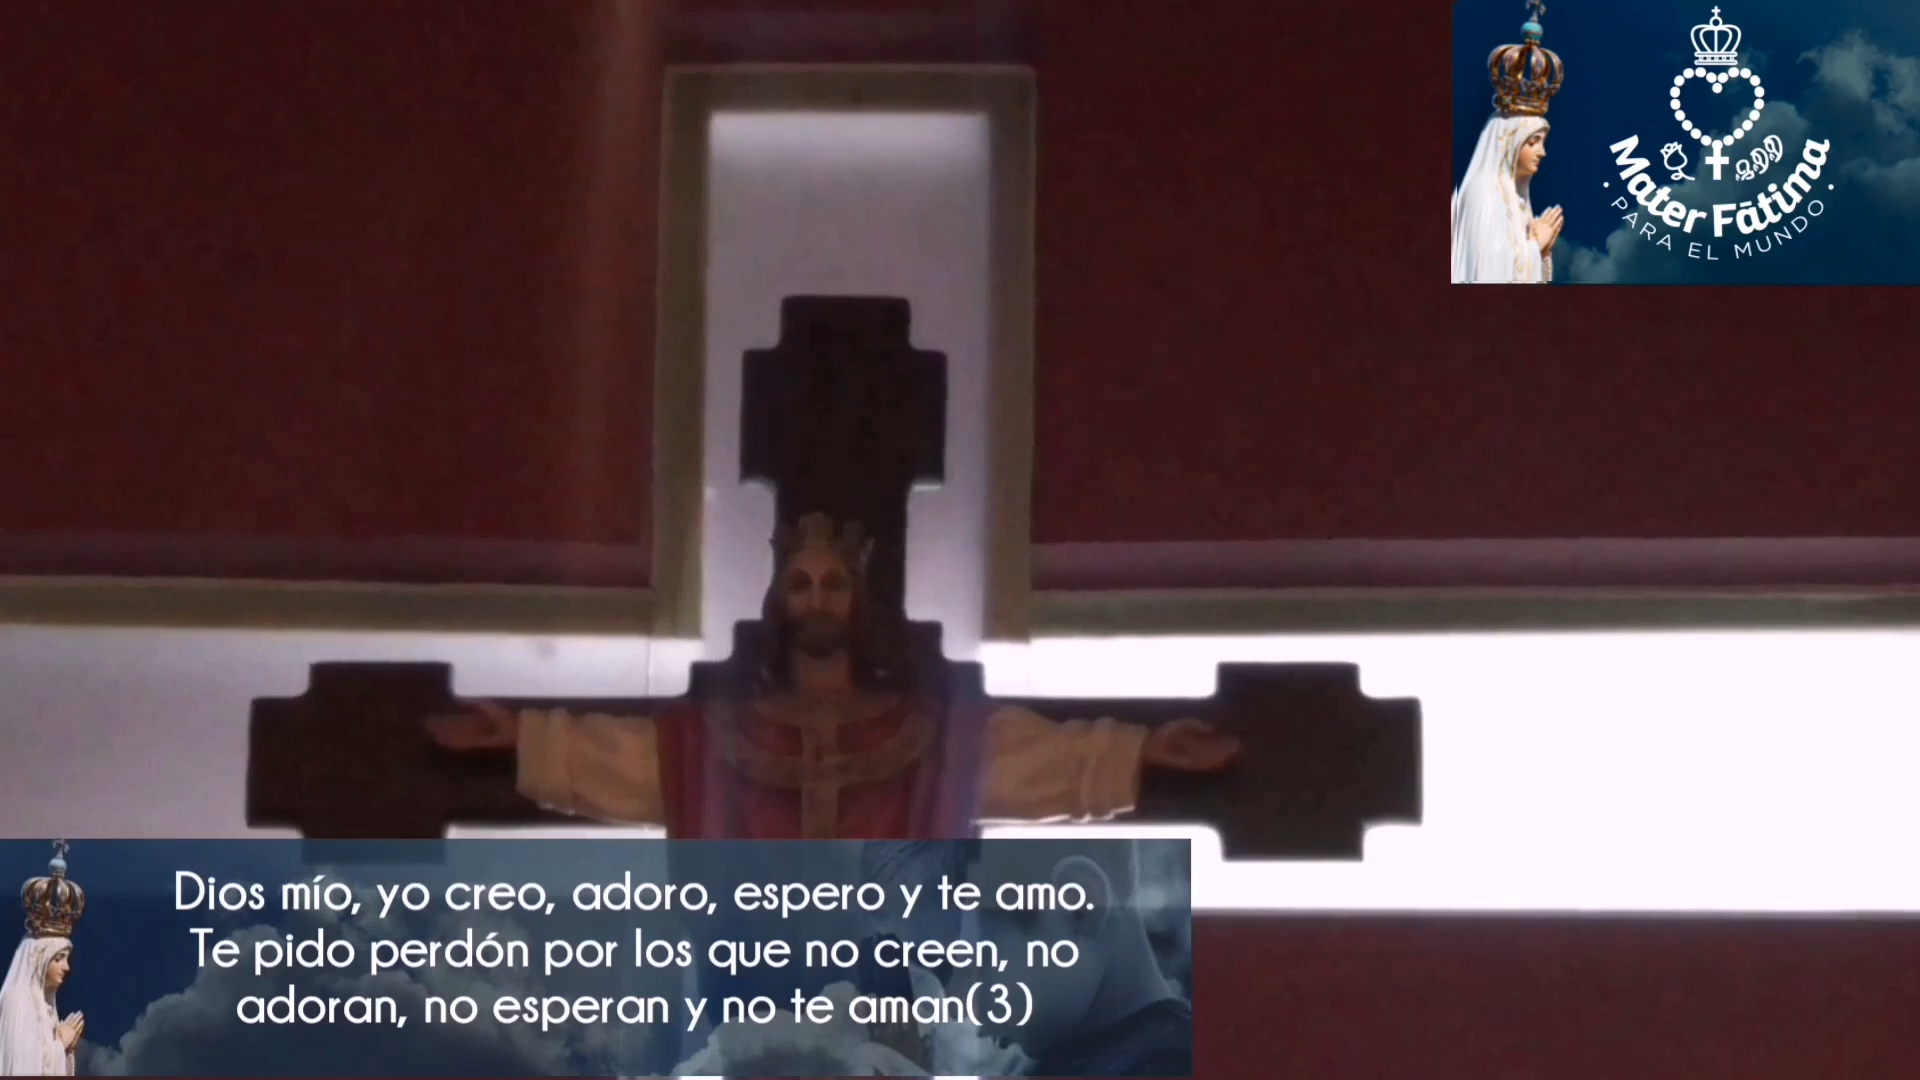 Mater Fātima
PARA EL MUNDO
Dios mío, yo creo, adoro, espero y te amo.
Te pido perdón por los que no creen, no
adoran, no esperan y no te aman(3)